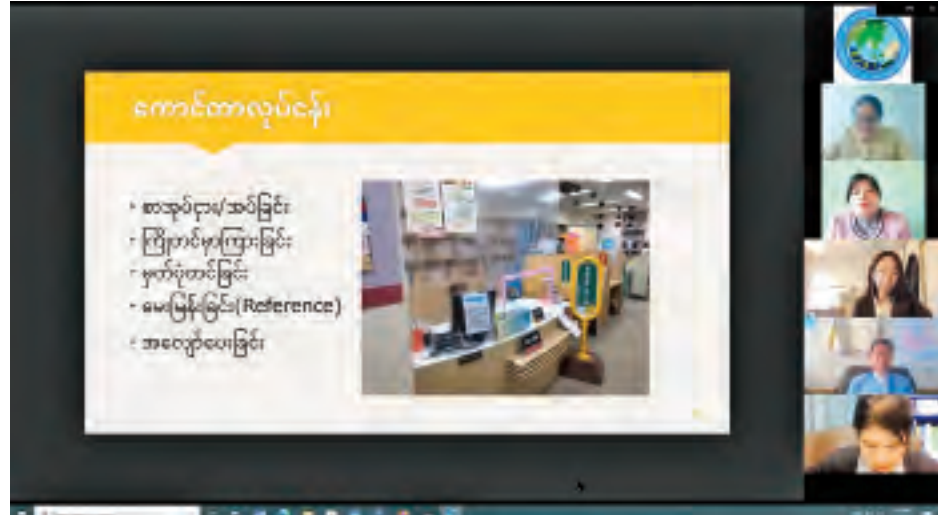 ကောင်တာလုပ်ငန်း
စာအုပ်ငှား/အပ်ခြင်း
ကြိုတင်မှာကြားခြင်း
မှတ်ပုံတင်ခြင်း
မေးမြန်းခြင်း(Reference)
အလျော်ပေးခြင်း